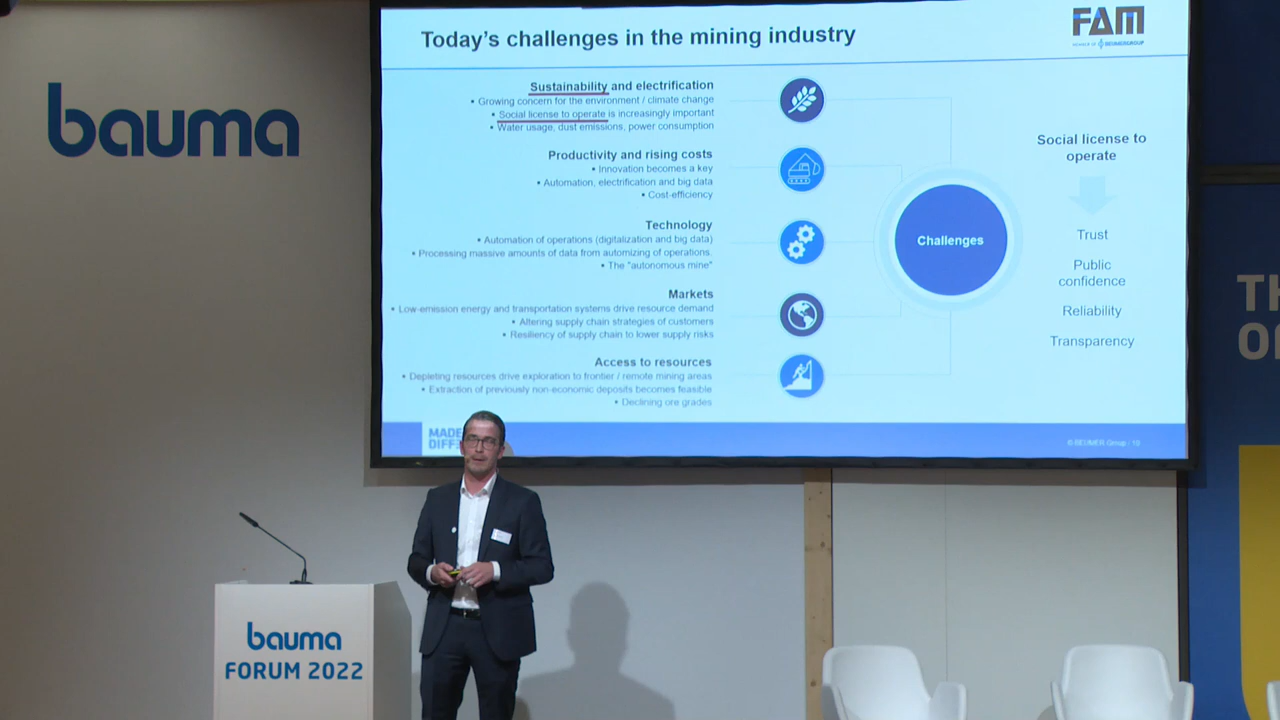 bauma
Today's challenges in the mining industry
FAM
MEMBER OF BEUMERGROUP
Sustainability and electrification
▪ Growing concern for the environment / climate change
▪ Social license to operate is increasingly important
▪ Water usage, dust emissions, power consumption
Productivity and rising costs
▪ Innovation becomes a key
▪ Automation, electrification and big data
▪ Cost-efficiency
Technology
▪ Automation of operations (digitalization and big data)
▪ Processing massive amounts of data from automizing of operations.
▪ The "autonomous mine"
Markets
▪ Low-emission energy and transportation systems drive resource demand
▪ Altering supply chain strategies of customers
▪ Resiliency of supply chain to lower supply risks
Access to resources
▪ Depleting resources drive exploration to frontier / remote mining areas
▪ Extraction of previously non-economic deposits becomes feasible
▪ Declining ore grades
Challenges
Social license to
operate
Trust
Public
confidence
Reliability
Transparency
MADE
DIFF
© BEUMER Group / 10
bauma
FORUM 2022